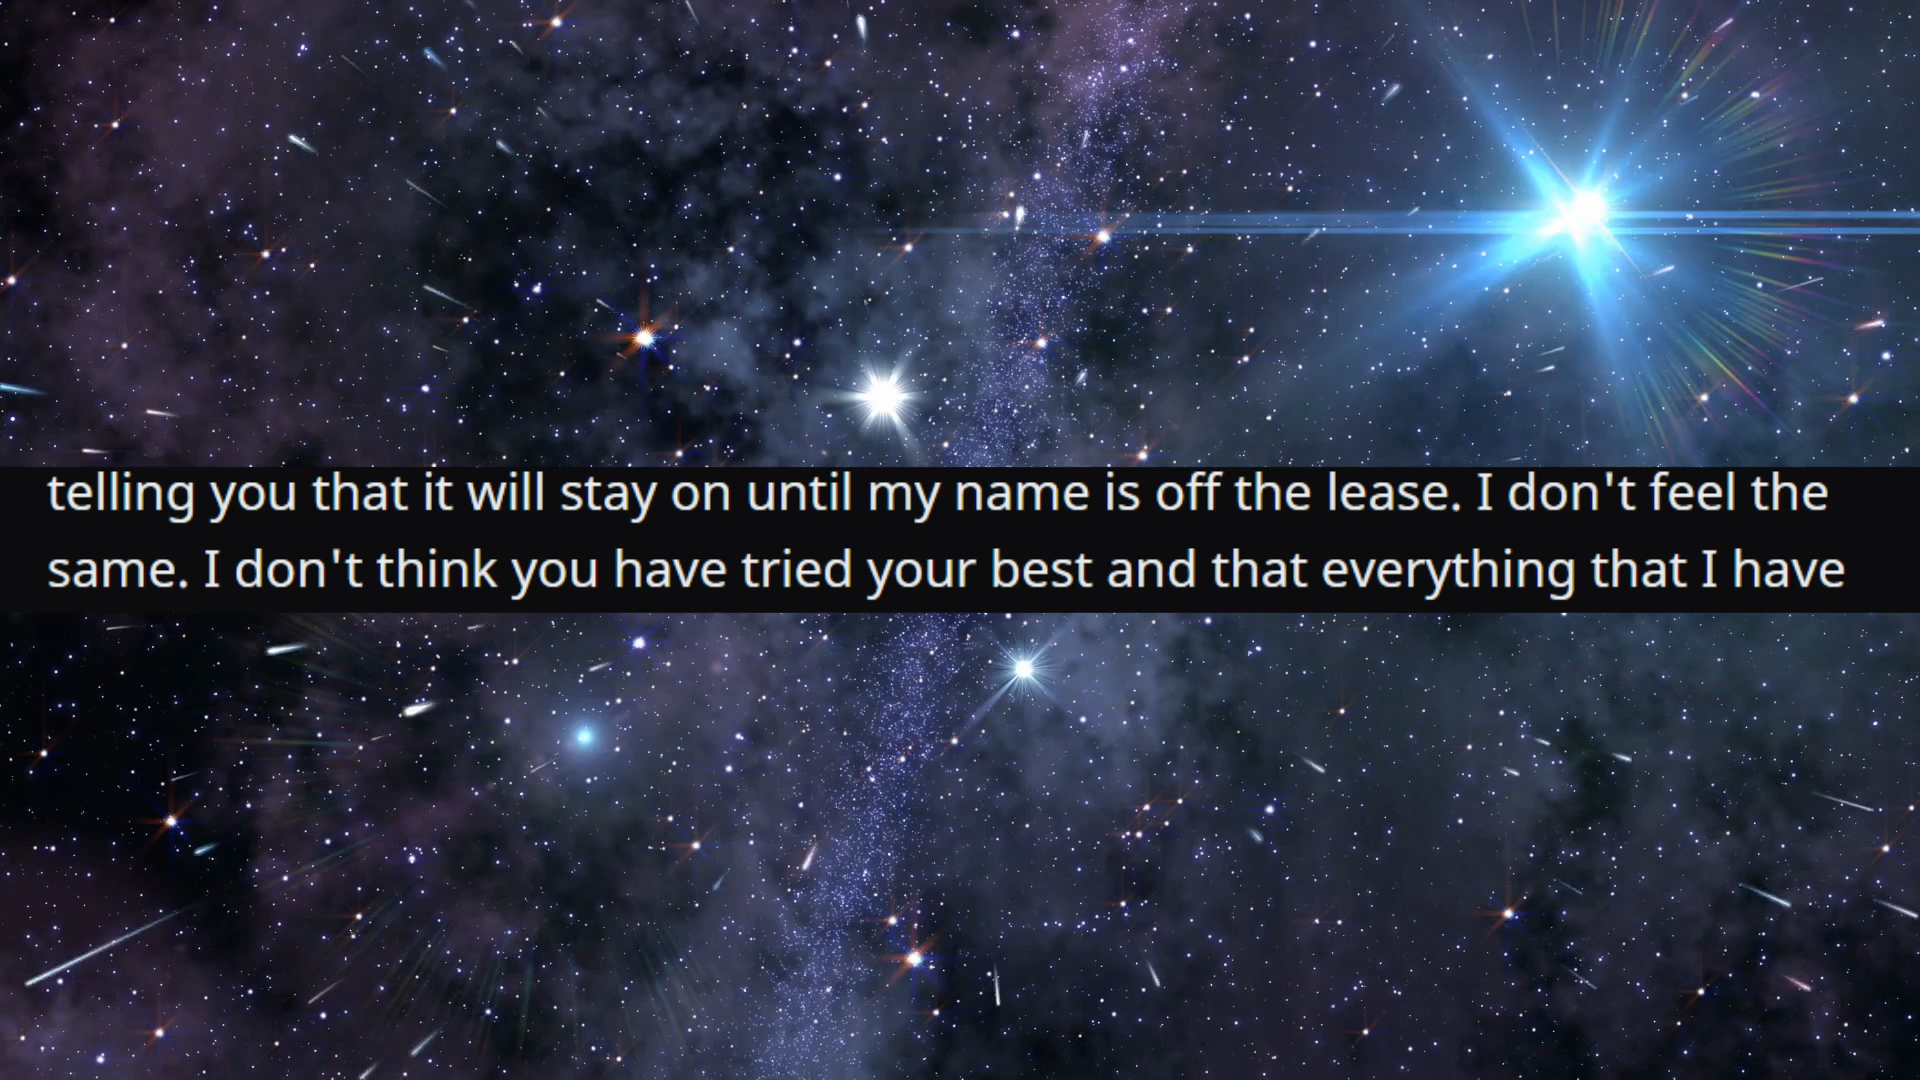 telling you that it will stay on until my name is off the lease. I don't feel the
same. I don't think you have tried your best and that everything that I have